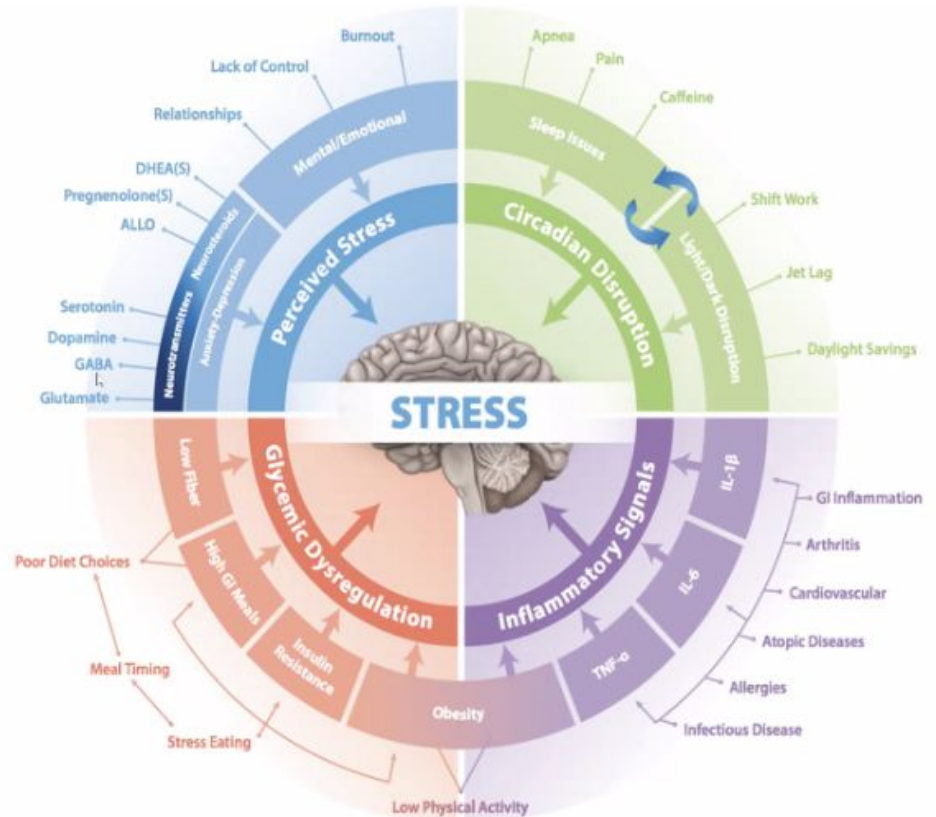 Burnout
Lack of Control
Relationships
DHEA(S)
Pregnenolone(S)
ALLO
Serotonin
Dopamine
GABA
Glutamate
Mental/Emotional
Neurosteroids
Neurotransmitters
Anxiety-Depression
Perceived Stress
Apnea
Pain
Caffeine
Shift Work
Jet Lag
Daylight Savings
Sleep Issues
Light/Dark Disruption
Circadian Disruption
STRESS
Glycemic Dysregulation
Low Fiber
High GI Meals
Insulin
Resistance
Obesity
Poor Diet Choices
Meal Timing
Stress Eating
Low Physical Activity
Inflammatory Signals
IL-1β
IL-6
TNF-α
GI Inflammation
Arthritis
Cardiovascular
Atopic Diseases
Allergies
Infectious Disease